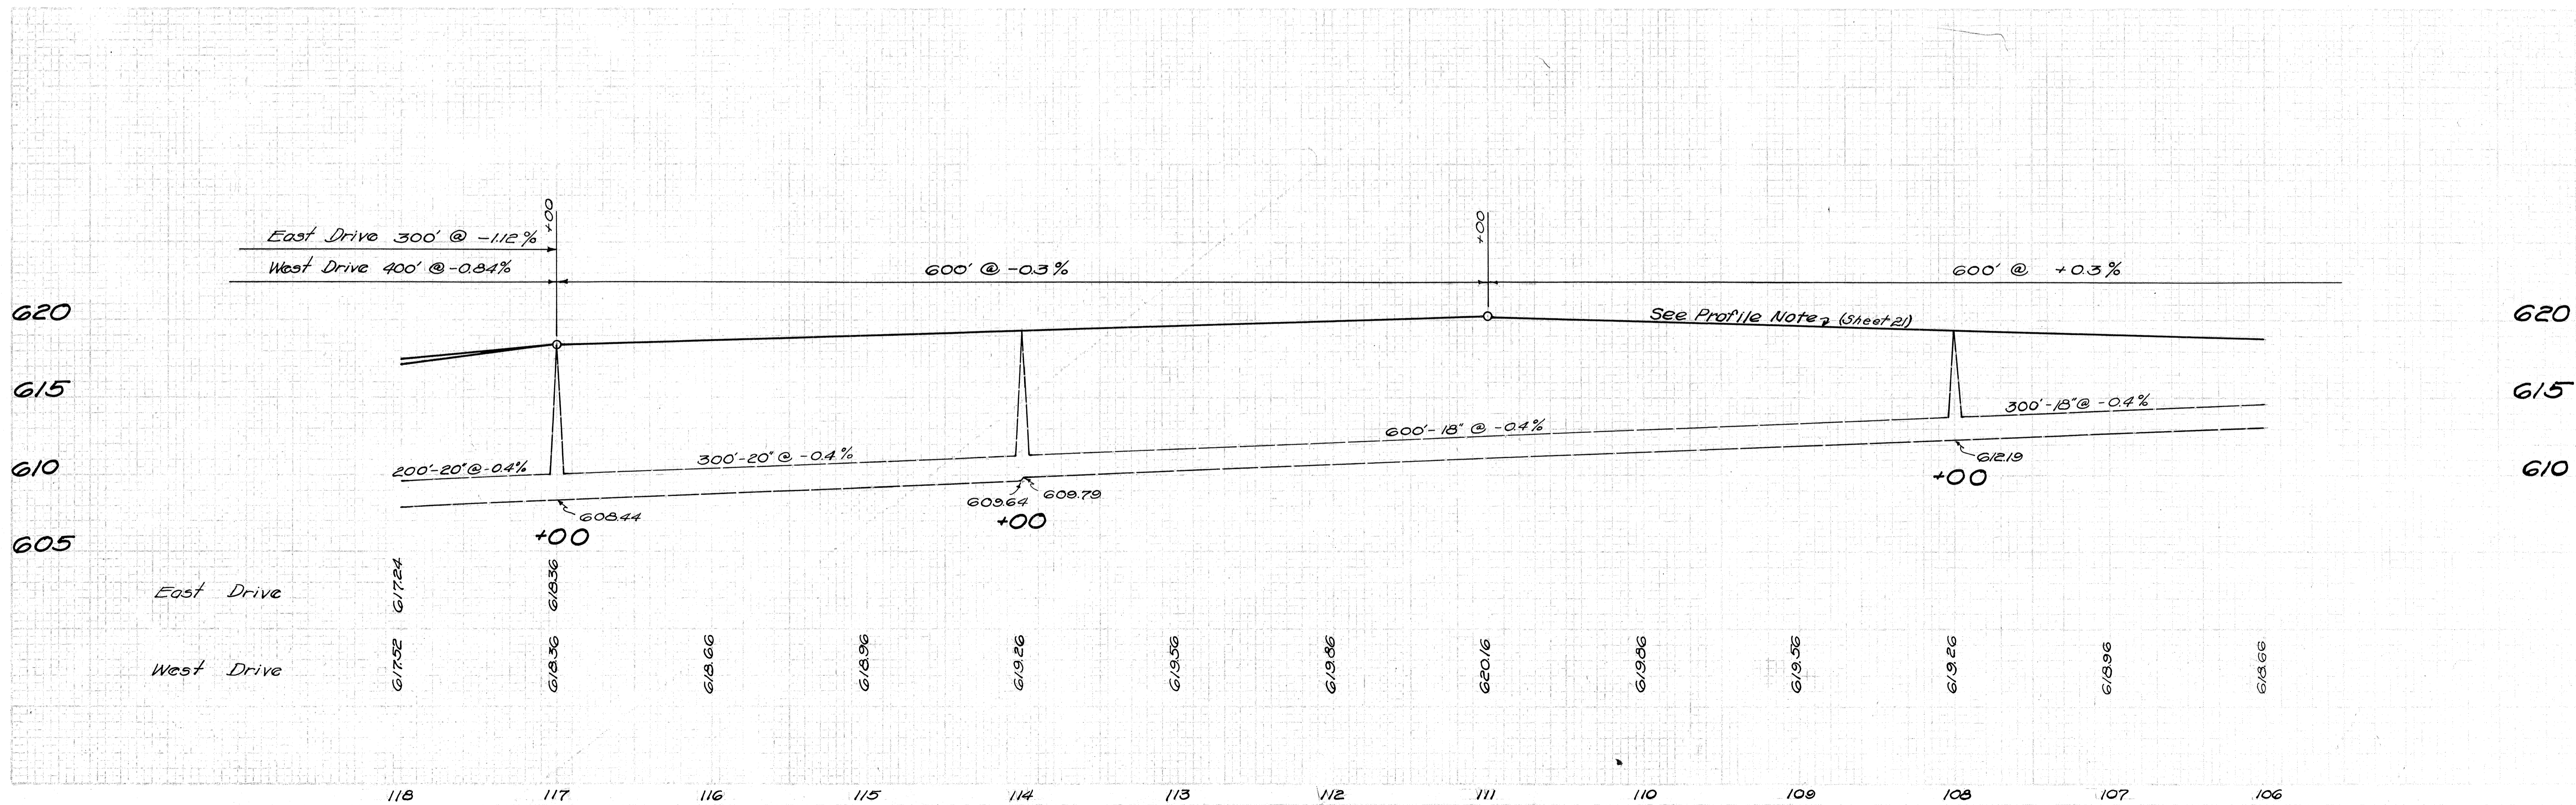 +00
+00
East Drive 300' @ -1.12%
West Drive 400' @ -0.84%
600' @ -0.3%
600' @ +0.3%
620
620
See Profile Note 2 (Sheet 21)
615
615
300'-18" @ -0.4%
600'-18" @ -0.4%
300'-20" @ -0.4%
200'-20" @ -0.4%
610
610
612.19
+00
609.64
609.79
+00
608.44
+00
605
East Drive 617.24 618.36
West Drive 617.52 618.36 618.66 618.96 619.26 619.56 619.86 620.16 619.86 619.56 619.26 618.96 618.66
118 117 116 115 114 113 112 111 110 109 108 107 106